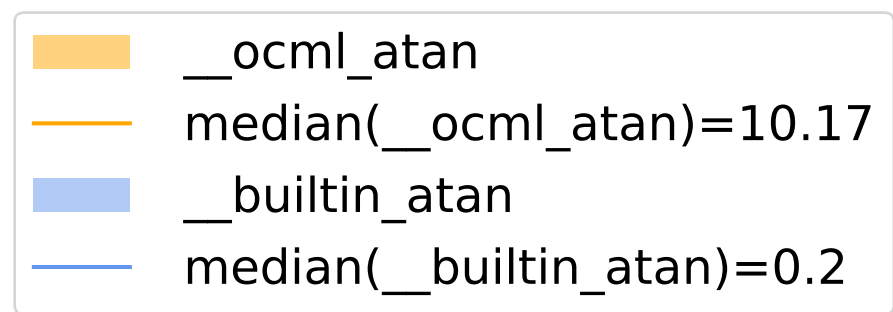 __ocml_atan
median(__ocml_atan)=10.17
__builtin_atan
median(__builtin_atan)=0.2